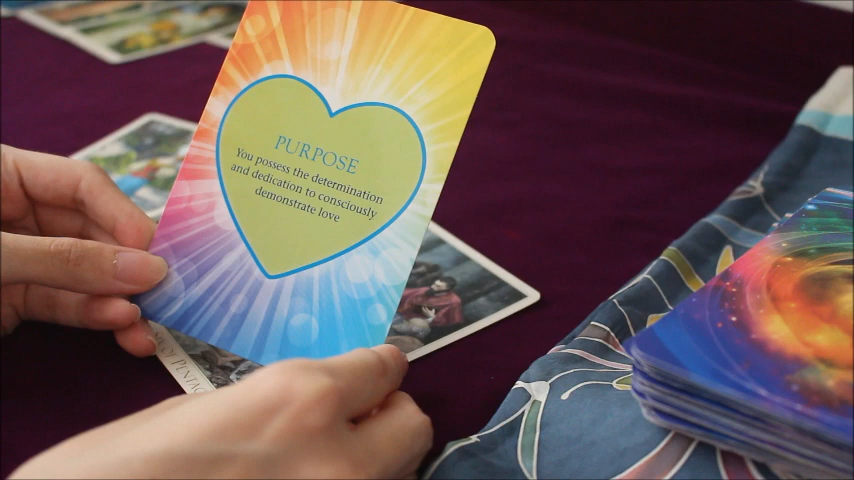 PURPOSE
You possess the determination
and dedication to consciously
demonstrate love